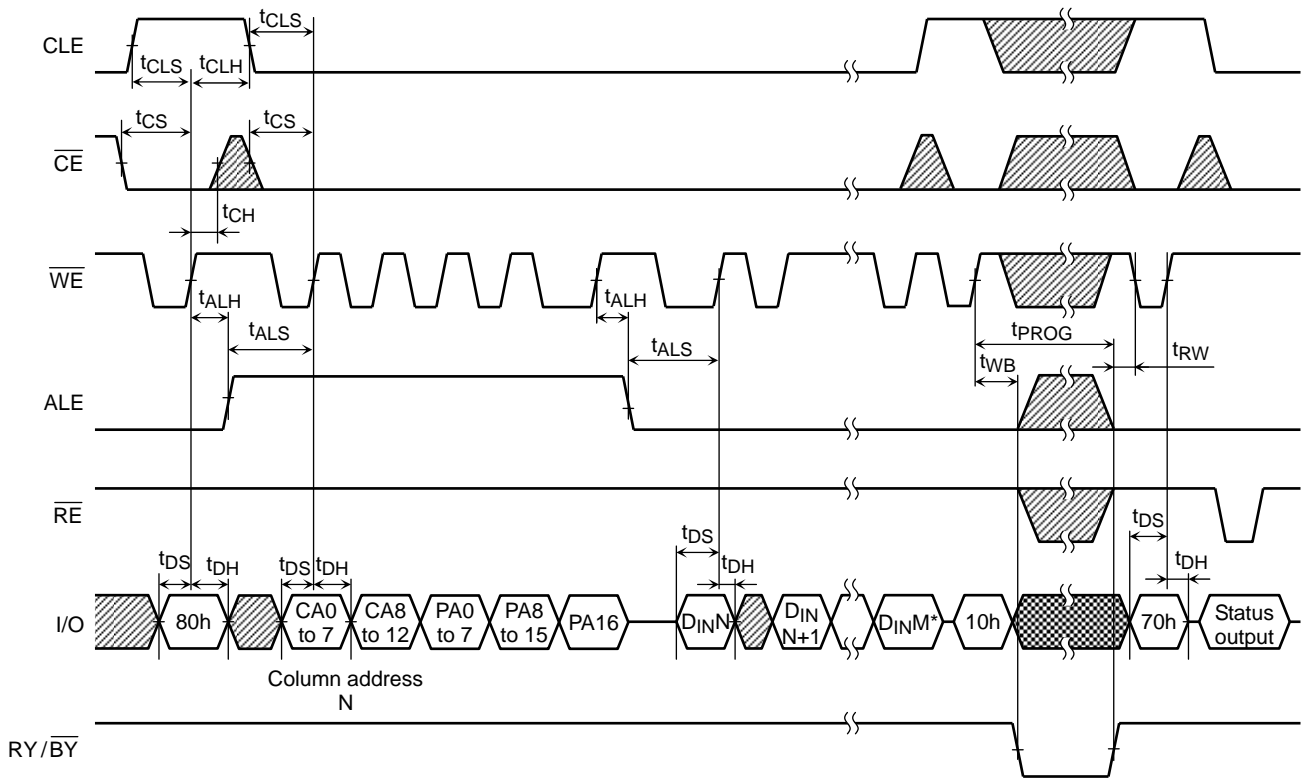 tCLS
CLE
tCLS tCLH
tCS tCS
CE
tCH
WE
tALH tALH
tALS tALS tPROG
tWB tRW
ALE
RE
tDS tDH tDS tDH tDS tDH tDS tDH
I/O
80h
CA0
to 7
CA8
to 12
PA0
to 7
PA8
to 15
PA16
DINN
DIN
N+1
DINM*
10h
70h
Status
output
Column address
N
RY/BY